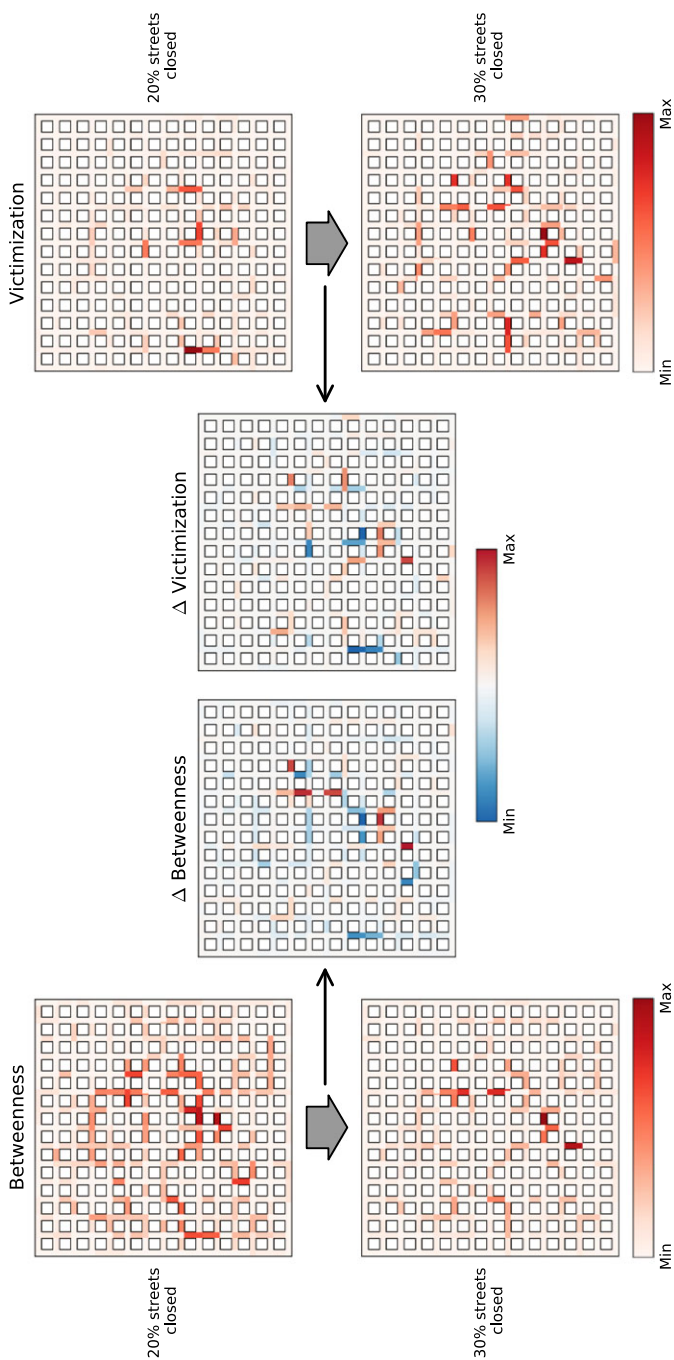 Betweenness
Victimization
20% streets
closed
20% streets
closed
Δ Betweenness
Δ Victimization
Min
Max
30% streets
closed
30% streets
closed
Min
Max
Min
Max